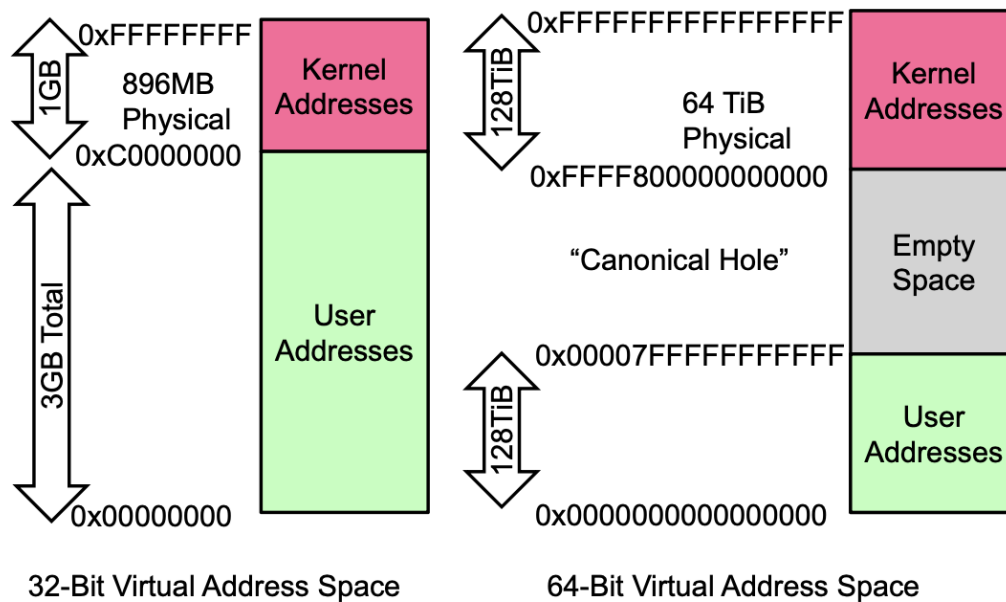 0xFFFFFFFF
1GB
896MB
Physical
0xC0000000
Kernel
Addresses
3GB Total
User
Addresses
0x00000000
32-Bit Virtual Address Space
0xFFFFFFFFFFFFFFFF
128TiB
64 TiB
Physical
0xFFFF800000000000
Kernel
Addresses
“Canonical Hole”
Empty
Space
0x00007FFFFFFFFFFF
128TiB
User
Addresses
0x0000000000000000
64-Bit Virtual Address Space